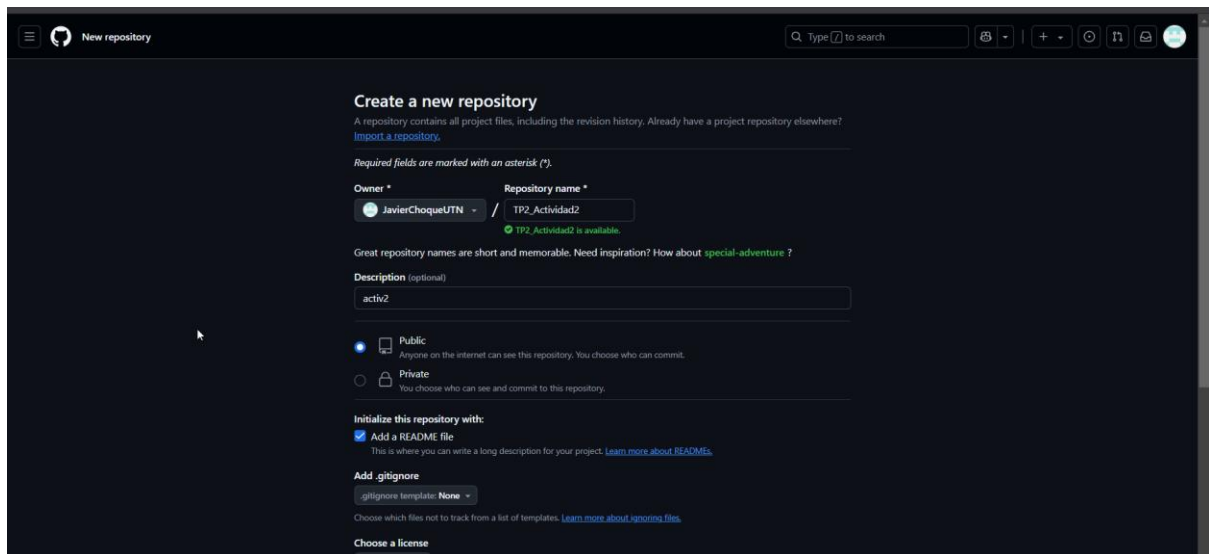 New repository
Type / to search
Create a new repository
A repository contains all project files, including the revision history. Already have a project repository elsewhere?
Import a repository.
Required fields are marked with an asterisk (*).
Owner *
Repository name *
JavierChoqueUTN
/
TP2_Actividad2
TP2_Actividad2 is available.
Great repository names are short and memorable. Need inspiration? How about special-adventure ?
Description (optional)
activ2
Public
Anyone on the internet can see this repository. You choose who can commit.
Private
You choose who can see and commit to this repository.
Initialize this repository with:
Add a README file
This is where you can write a long description for your project. Learn more about READMEs.
Add .gitignore
.gitignore template: None
Choose which files not to track from a list of templates. Learn more about ignoring files.
Choose a license